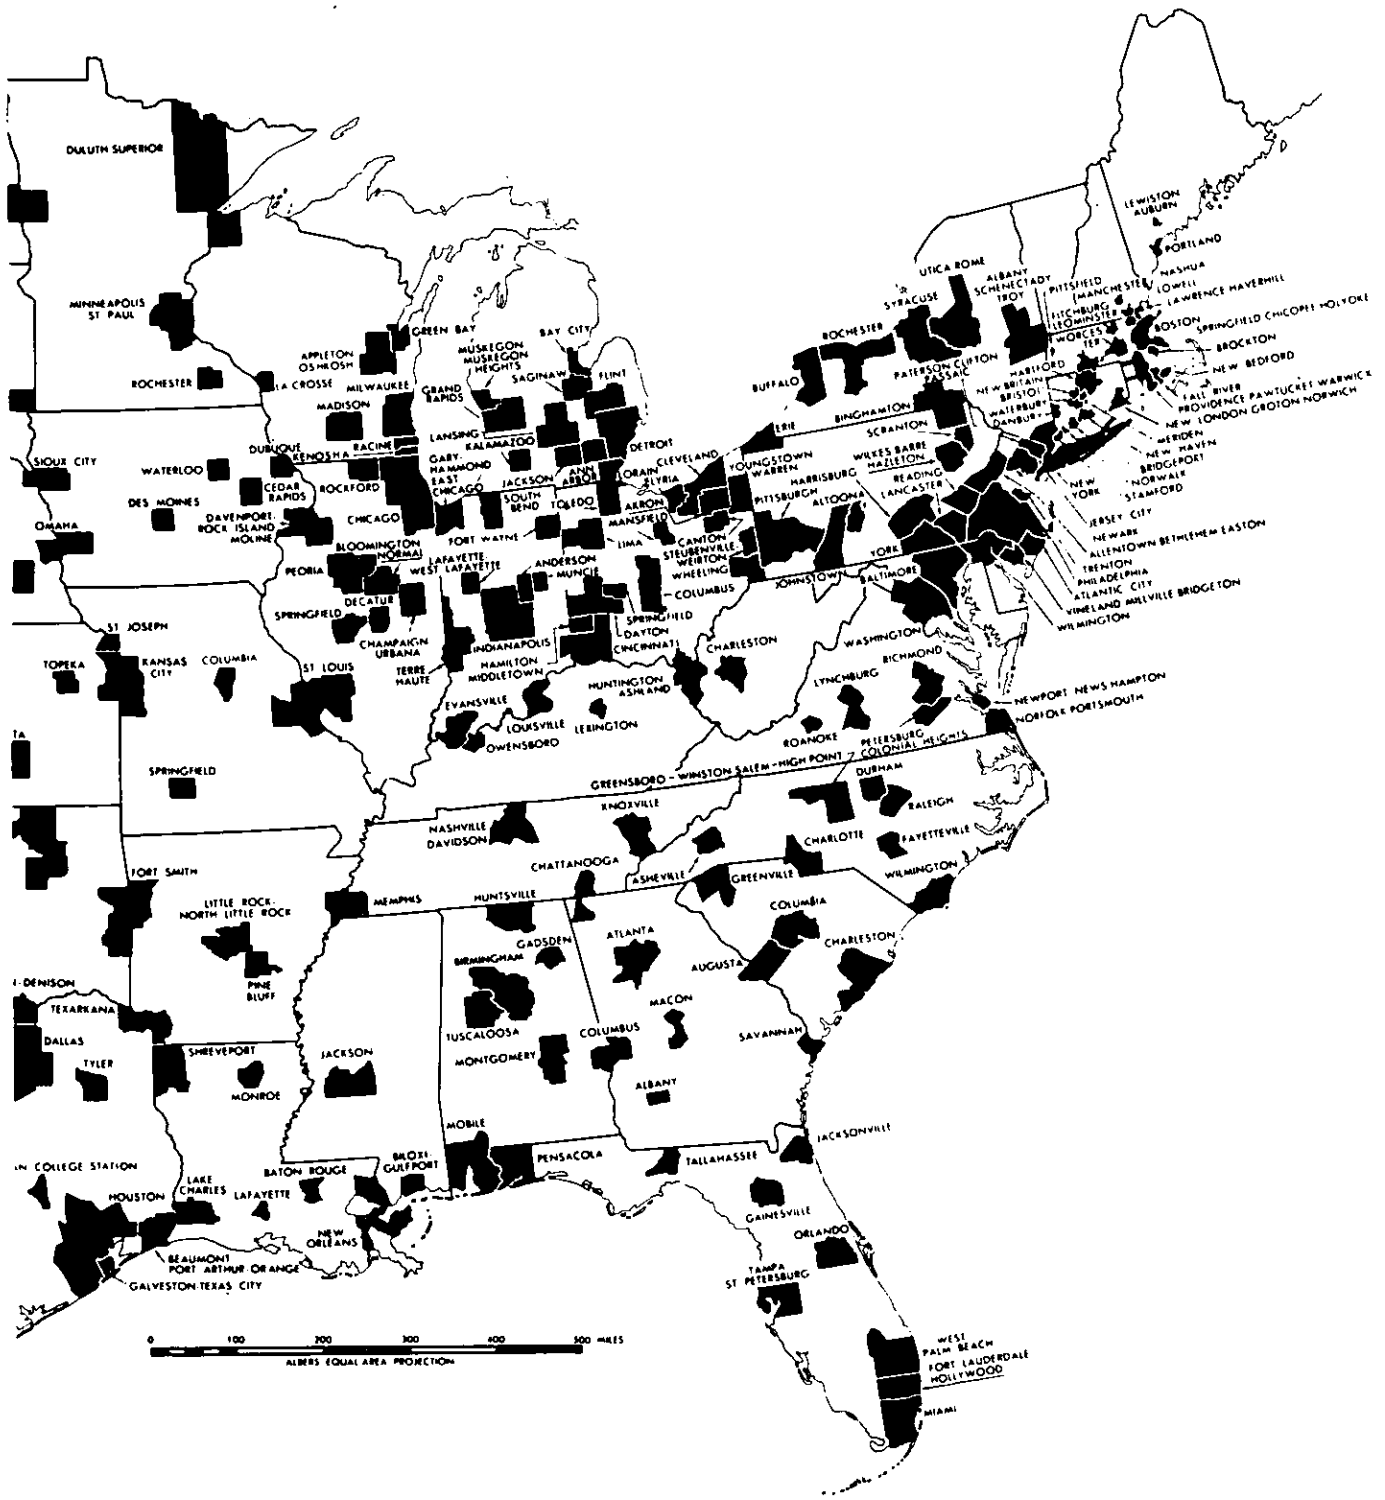 DULUTH SUPERIOR
MINNEAPOLIS
ST PAUL
ROCHESTER
LA CROSSE
APPLETON
OSHKOSH
GREEN BAY
MILWAUKEE
MADISON
RACINE
KENOSHA
DUBUQUE
MUSKEGON
MUSKEGON
HEIGHTS
GRAND
RAPIDS
BAY CITY
SAGINAW
FLINT
LANSING
KALAMAZOO
DETROIT
JACKSON
ANN
ARBOR
SIOUX CITY
WATERLOO
CEDAR
RAPIDS
DES MOINES
DAVENPORT-
ROCK ISLAND
MOLINE
OMAHA
ROCKFORD
CHICAGO
GARY-
HAMMOND
EAST
CHICAGO
SOUTH
BEND
TOLEDO
LORAIN
ELYRIA
CLEVELAND
AKRON
MANSFIELD
CANTON
LIMA
FORT WAYNE
YOUNGSTOWN
WARREN
STEUBENVILLE
WEIRTON
WHEELING
PITTSBURGH
ALTOONA
JOHNSTOWN
ERIE
BUFFALO
ROCHESTER
SYRACUSE
UTICA ROME
ALBANY
SCHENECTADY
TROY
BINGHAMTON
SCRANTON
WILKES BARRE
HAZLETON
HARRISBURG
READING
LANCASTER
YORK
PATERSON CLIFTON
PASSAIC
LEWISTON
AUBURN
PORTLAND
NASHUA
LOWELL
LAWRENCE HAVERHILL
PITTSFIELD
MANCHESTER
FITCHBURG
LEOMINSTER
WORCES
TER
BOSTON
SPRINGFIELD CHICOPEE HOLYOKE
BROCKTON
NEW BEDFORD
FALL RIVER
PROVIDENCE PAWTUCKET WARWICK
NEW LONDON GROTON NORWICH
HARTFORD
NEW BRITAIN
BRISTOL
WATERBURY
DANBURY
MERIDEN
NEW HAVEN
BRIDGEPORT
NORWALK
STAMFORD
NEW
YORK
JERSEY CITY
NEWARK
ALLENTOWN BETHLEHEM EASTON
TRENTON
PHILADELPHIA
ATLANTIC CITY
VINELAND MILLVILLE BRIDGETON
WILMINGTON
BLOOMINGTON
NORMAL
PEORIA
LAFAYETTE-
WEST LAFAYETTE
ANDERSON
MUNCIE
COLUMBUS
DECATUR
SPRINGFIELD
CHAMPAIGN
URBANA
INDIANAPOLIS
SPRINGFIELD
DAYTON
CINCINNATI
HAMILTON
MIDDLETOWN
TERRE
HAUTE
BALTIMORE
WASHINGTON
CHARLESTON
HUNTINGTON
ASHLAND
RICHMOND
LYNCHBURG
ROANOKE
PETERSBURG
COLONIAL HEIGHTS
NEWPORT NEWS HAMPTON
NORFOLK PORTSMOUTH
ST JOSEPH
TOPEKA
KANSAS
CITY
COLUMBIA
ST LOUIS
SPRINGFIELD
TA
EVANSVILLE
OWENSBORO
LOUISVILLE
LEXINGTON
GREENSBORO - WINSTON SALEM - HIGH POINT
DURHAM
RALEIGH
FAYETTEVILLE
CHARLOTTE
WILMINGTON
KNOXVILLE
NASHVILLE
DAVIDSON
CHATTANOOGA
ASHEVILLE
GREENVILLE
MEMPHIS
HUNTSVILLE
FORT SMITH
LITTLE ROCK-
NORTH LITTLE ROCK
PINE
BLUFF
COLUMBIA
CHARLESTON
AUGUSTA
ATLANTA
GADSDEN
BIRMINGHAM
TUSCALOOSA
MONTGOMERY
COLUMBUS
MACON
ALBANY
SAVANNAH
-DENISON
TEXARKANA
DALLAS
TYLER
SHREVEPORT
MONROE
JACKSON
MOBILE
BILOXI-
GULFPORT
PENSACOLA
TALLAHASSEE
JACKSONVILLE
GAINESVILLE
ORLANDO
TAMPA
ST PETERSBURG
WEST
PALM BEACH
FORT LAUDERDALE
HOLLYWOOD
MIAMI
AN COLLEGE STATION
HOUSTON
LAKE
CHARLES
LAFAYETTE
BATON ROUGE
NEW
ORLEANS
BEAUMONT
PORT ARTHUR-ORANGE
GALVESTON-TEXAS CITY
0 100 200 300 400 500 MILES
ALBERS EQUAL AREA PROJECTION